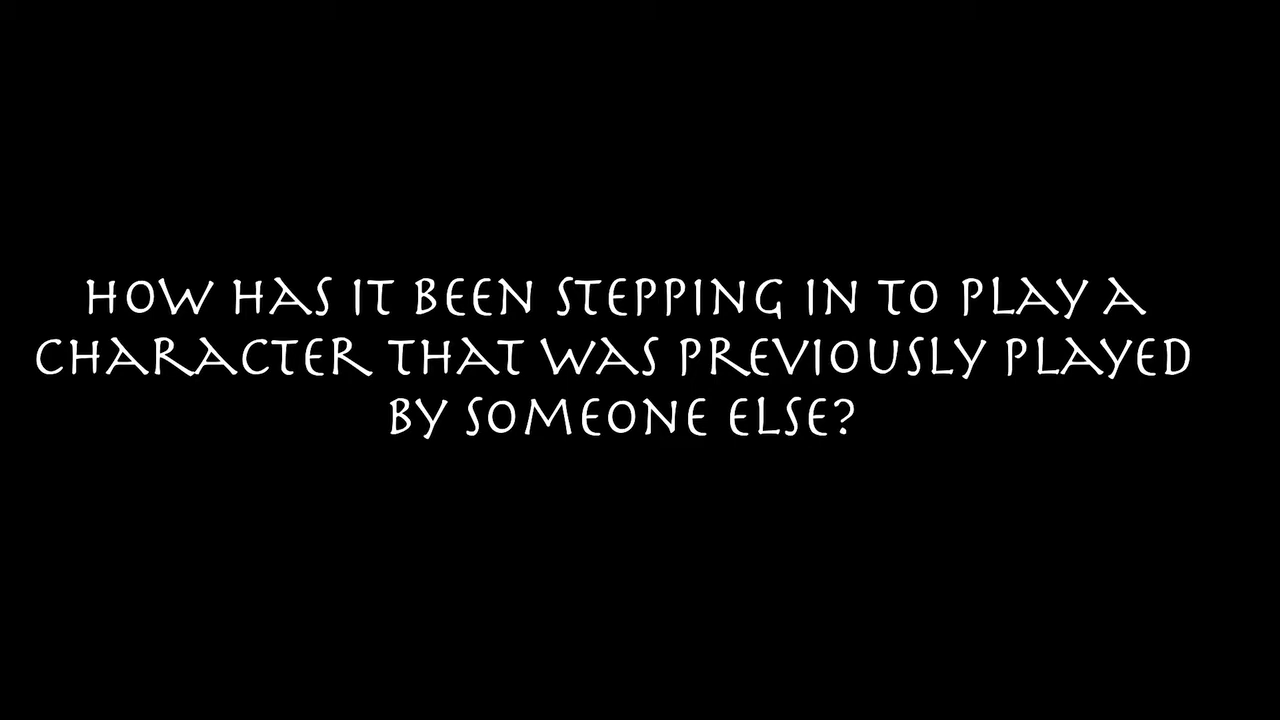 HOW HAS IT BEEN STEPPING IN TO PLAY A
CHARACTER THAT WAS PREVIOUSLY PLAYED
BY SOMEONE ELSE?